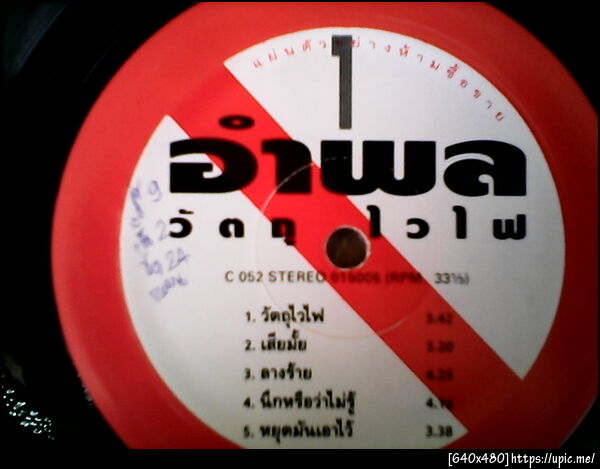 แผ่นตัวอย่างห้ามซื้อขาย
1
อำพล
วัตถุไวไฟ
C 052 STEREO 016005 (RPM 33⅓)
1. วัตถุไวไฟ 3.42
2. เสียมั้ย 3.20
3. ลางร้าย 4.25
4. นึกหรือว่าไม่รู้
5. หยุดมันเอาไว้ 3.38
[640x480]https://upic.me/